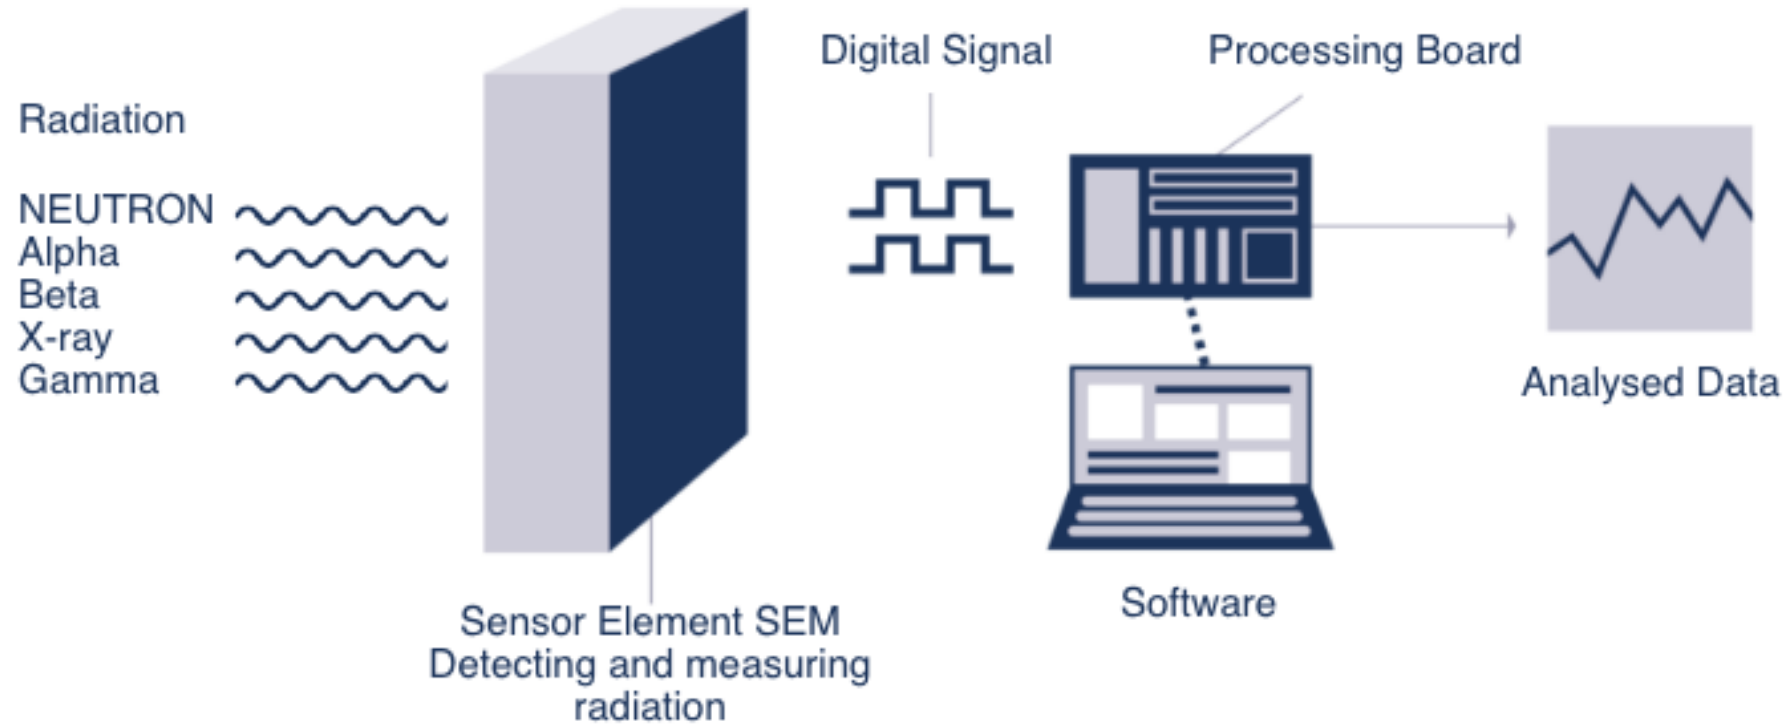 Radiation
NEUTRON
Alpha
Beta
X-ray
Gamma
Sensor Element SEM
Detecting and measuring
radiation
Digital Signal
Processing Board
Software
Analysed Data